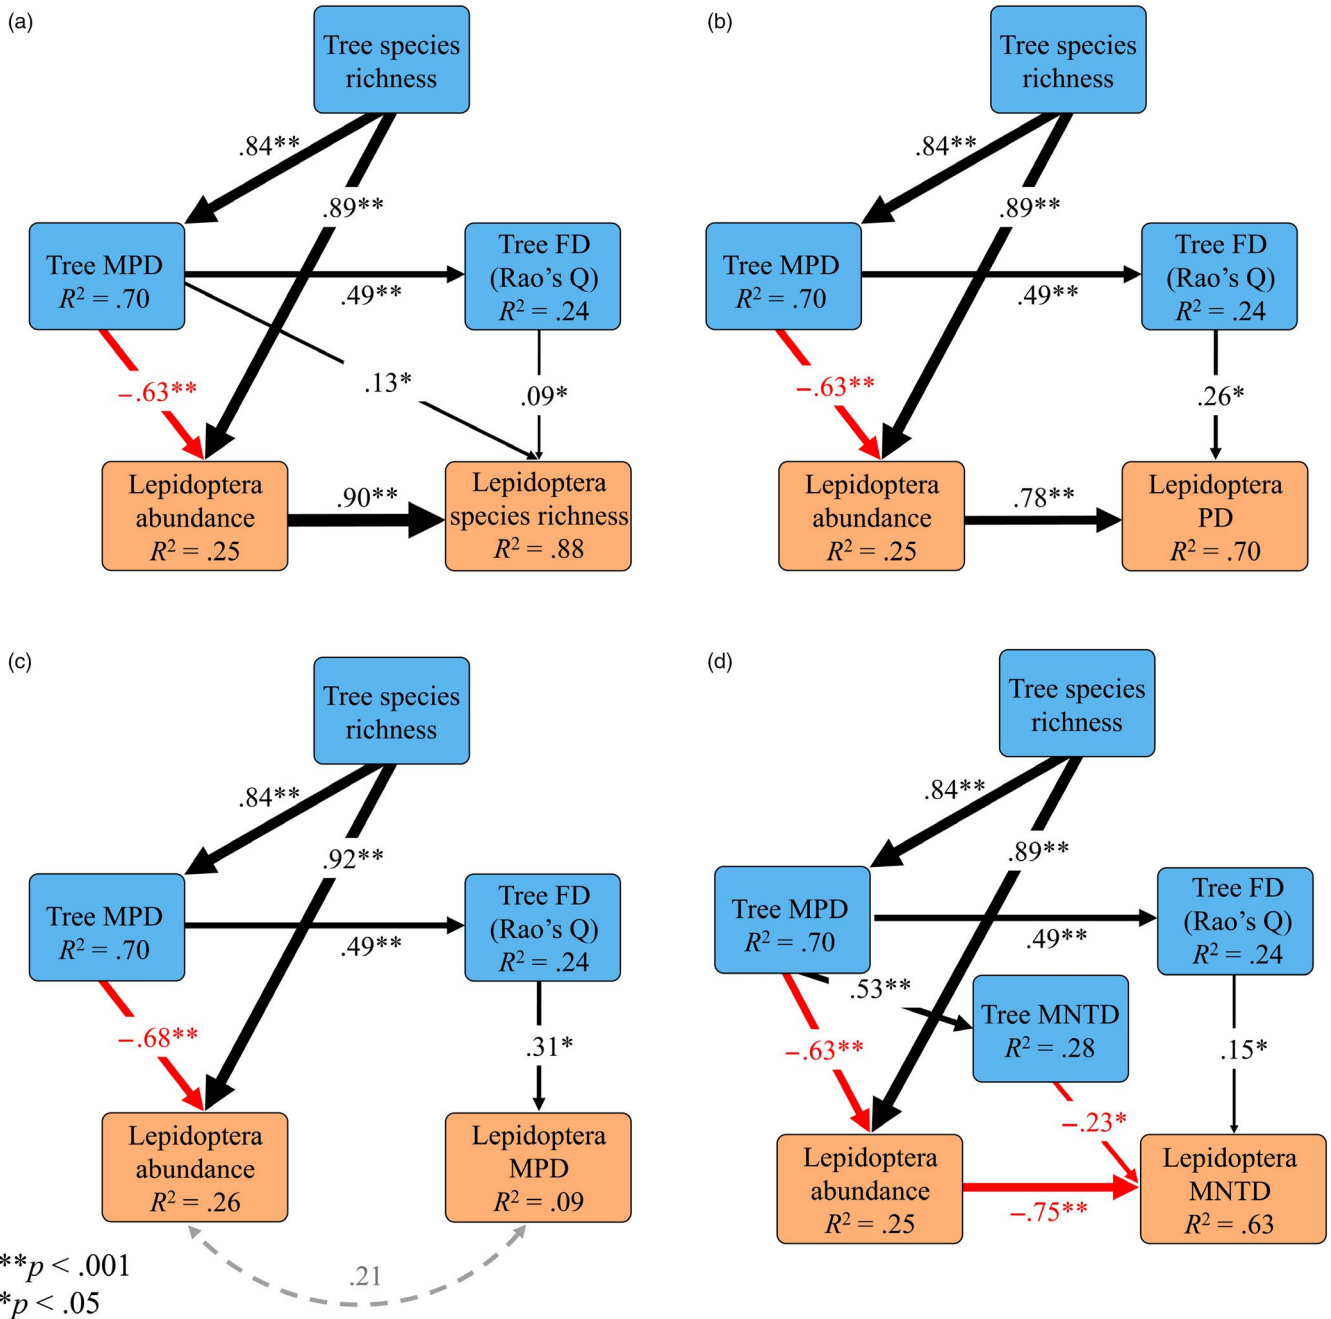 (a)
Tree species
richness
.84**
.89**
Tree MPD
R² = .70
Tree FD
(Rao’s Q)
R² = .24
.49**
−.63**
.13*
.09*
Lepidoptera
abundance
R² = .25
.90**
Lepidoptera
species richness
R² = .88
(b)
Tree species
richness
.84**
.89**
Tree MPD
R² = .70
Tree FD
(Rao’s Q)
R² = .24
.49**
−.63**
.26*
Lepidoptera
abundance
R² = .25
.78**
Lepidoptera
PD
R² = .70
(c)
Tree species
richness
.84**
.92**
Tree MPD
R² = .70
Tree FD
(Rao’s Q)
R² = .24
.49**
−.68**
.31*
Lepidoptera
abundance
R² = .26
Lepidoptera
MPD
R² = .09
.21
**p < .001
*p < .05
(d)
Tree species
richness
.84**
.89**
Tree MPD
R² = .70
Tree FD
(Rao’s Q)
R² = .24
.49**
.53**
Tree MNTD
R² = .28
−.63**
.15*
−.23*
Lepidoptera
abundance
R² = .25
−.75**
Lepidoptera
MNTD
R² = .63